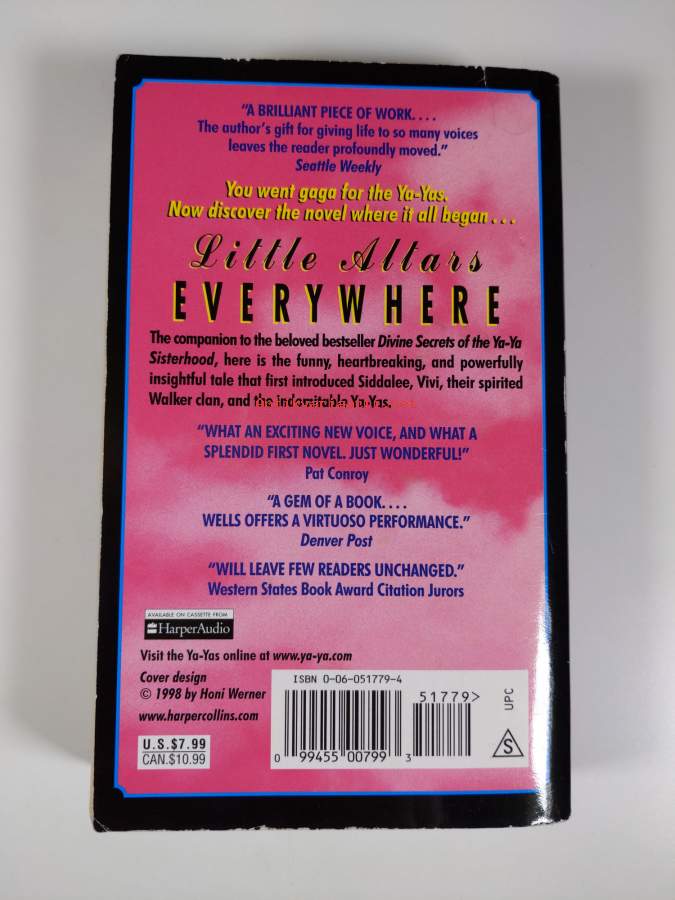 “A BRILLIANT PIECE OF WORK. . . .
The author's gift for giving life to so many voices
leaves the reader profoundly moved.”
Seattle Weekly
You went gaga for the Ya-Yas.
Now discover the novel where it all began . . .
Little Altars
EVERYWHERE
The companion to the beloved bestseller Divine Secrets of the Ya-Ya
Sisterhood, here is the funny, heartbreaking, and powerfully
insightful tale that first introduced Siddalee, Vivi, their spirited
Walker clan, and the indomitable Ya-Yas.
“WHAT AN EXCITING NEW VOICE, AND WHAT A
SPLENDID FIRST NOVEL. JUST WONDERFUL!”
Pat Conroy
“A GEM OF A BOOK. . . .
WELLS OFFERS A VIRTUOSO PERFORMANCE.”
Denver Post
“WILL LEAVE FEW READERS UNCHANGED.”
Western States Book Award Citation Jurors
AVAILABLE ON CASSETTE FROM
HarperAudio
Visit the Ya-Yas online at www.ya-ya.com
Cover design
© 1998 by Honi Werner
www.harpercollins.com
U.S.$7.99
CAN.$10.99
ISBN 0-06-051779-4
51779>
0 99455 00799 3
UPC
S